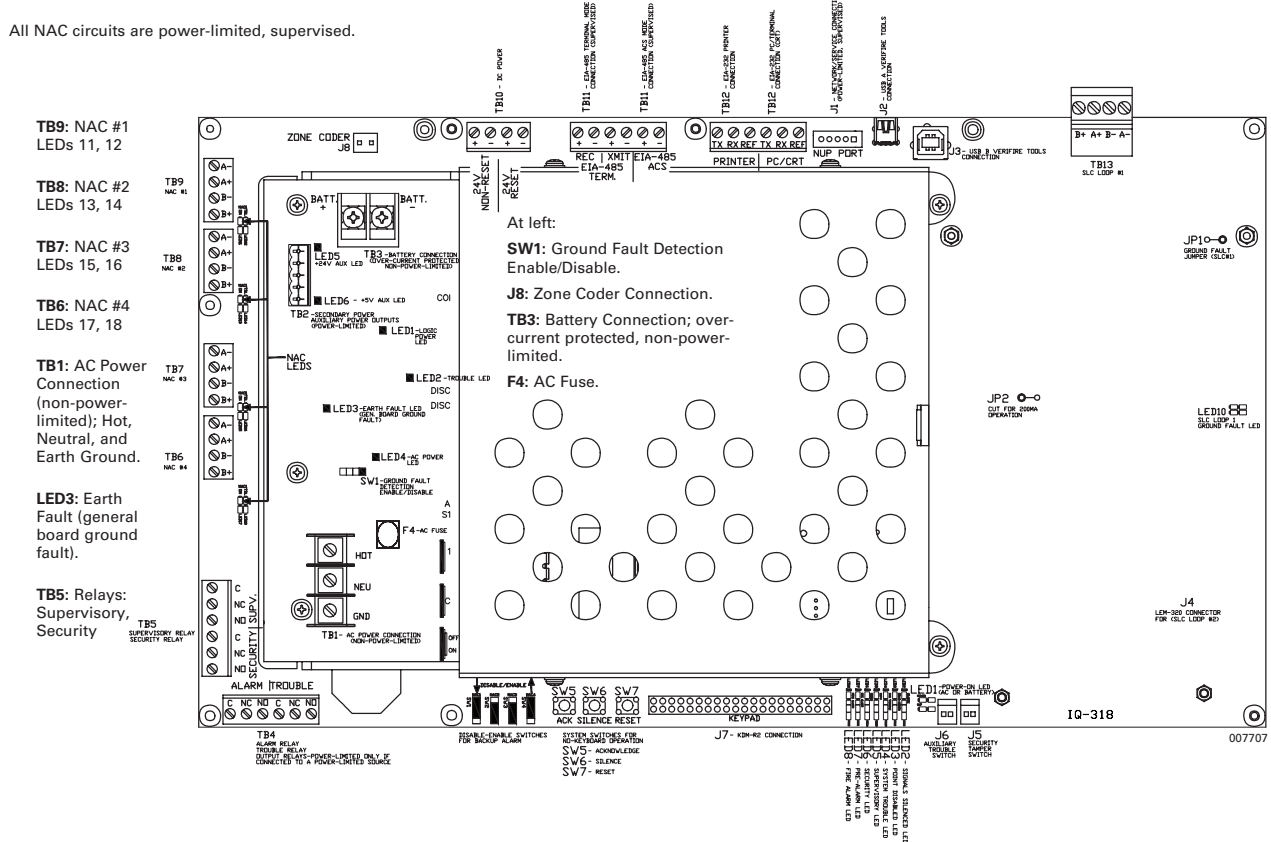 All NAC circuits are power-limited, supervised.
TB9: NAC #1
LEDs 11, 12
TB8: NAC #2
LEDs 13, 14
TB7: NAC #3
LEDs 15, 16
TB6: NAC #4
LEDs 17, 18
TB1: AC Power
Connection
(non-power-
limited); Hot,
Neutral, and
Earth Ground.
LED3: Earth
Fault (general
board ground
fault).
TB5: Relays:
Supervisory,
Security
TB10 - DC POWER
TB11 - EIA-485 TERMINAL MODE
CONNECTION (SUPERVISED)
TB11 - EIA-485 ACS MODE
CONNECTION (SUPERVISED)
TB12 - EIA-232 PRINTER
CONNECTION
TB12 - EIA-232 PC/TERMINAL
CONNECTION (CRT)
J1 - NETWORK/SERVICE CONNECTION
(POWER-LIMITED, SUPERVISED)
J2 - USB A VERIFIRE TOOLS
CONNECTION
J3 - USB B VERIFIRE TOOLS
CONNECTION
ZONE CODER
J8
+ - + -
24V
NON-RESET
24V
RESET
+ - + - + -
REC | XMIT
EIA-485
TERM.
EIA-485
ACS
TX RX REF TX RX REF
PRINTER | PC/CRT
NUP PORT
B+ A+ B- A-
TB13
SLC LOOP #1
TB9
NAC #1
A-
A+
B-
B+
TB8
NAC #2
A-
A+
B-
B+
TB7
NAC #3
A-
A+
B-
B+
TB6
NAC #4
A-
A+
B-
B+
NAC
LEDS
BATT.
+
BATT.
-
TB3 - BATTERY CONNECTION
(OVER-CURRENT PROTECTED
NON-POWER-LIMITED)
LED5
+24V AUX LED
LED6 - +5V AUX LED
TB2 - SECONDARY POWER
AUXILIARY POWER OUTPUTS
(POWER-LIMITED)
LED1 - LOGIC
POWER
LED
LED2 - TROUBLE LED
LED3 - EARTH FAULT LED
(GEN. BOARD GROUND
FAULT)
LED4 - AC POWER
LED
SW1 - GROUND FAULT
DETECTION
ENABLE/DISABLE
COI
DISC
DISC
A
S1
1
C
OFF
ON
F4 - AC FUSE
HOT
NEU
GND
TB1 - AC POWER CONNECTION
(NON-POWER-LIMITED)
At left:
SW1: Ground Fault Detection
Enable/Disable.
J8: Zone Coder Connection.
TB3: Battery Connection; over-
current protected, non-power-
limited.
F4: AC Fuse.
JP1
GROUND FAULT
JUMPER (SLC#1)
JP2
CUT FOR 200MA
OPERATION
LED10
SLC LOOP 1
GROUND FAULT LED
J4
LEM-320 CONNECTOR
FOR (SLC LOOP #2)
TB5
SUPERVISORY RELAY
SECURITY RELAY
C
NC
NO
C
NC
NO
SECURITY | SUPV.
ALARM | TROUBLE
C NC NO C NC NO
TB4
ALARM RELAY
TROUBLE RELAY
OUTPUT RELAYS-POWER-LIMITED ONLY IF
CONNECTED TO A POWER-LIMITED SOURCE
DISABLE/ENABLE
DISABLE-ENABLE SWITCHES
FOR BACKUP ALARM
SW5 SW6 SW7
ACK SILENCE RESET
SYSTEM SWITCHES FOR
NO-KEYBOARD OPERATION
SW5 - ACKNOWLEDGE
SW6 - SILENCE
SW7 - RESET
KEYPAD
J7 - KDM-R2 CONNECTION
LED8 - FIRE ALARM LED
LED7 - PRE-ALARM LED
LED6 - SECURITY LED
LED5 - SUPERVISORY LED
LED4 - SYSTEM TROUBLE LED
LED3 - POINT DISABLED LED
LED2 - SIGNALS SILENCED LED
LED1 - POWER-ON LED
(AC OR BATTERY)
J6
AUXILIARY
TROUBLE
SWITCH
J5
SECURITY
TAMPER
SWITCH
IQ-318
007707